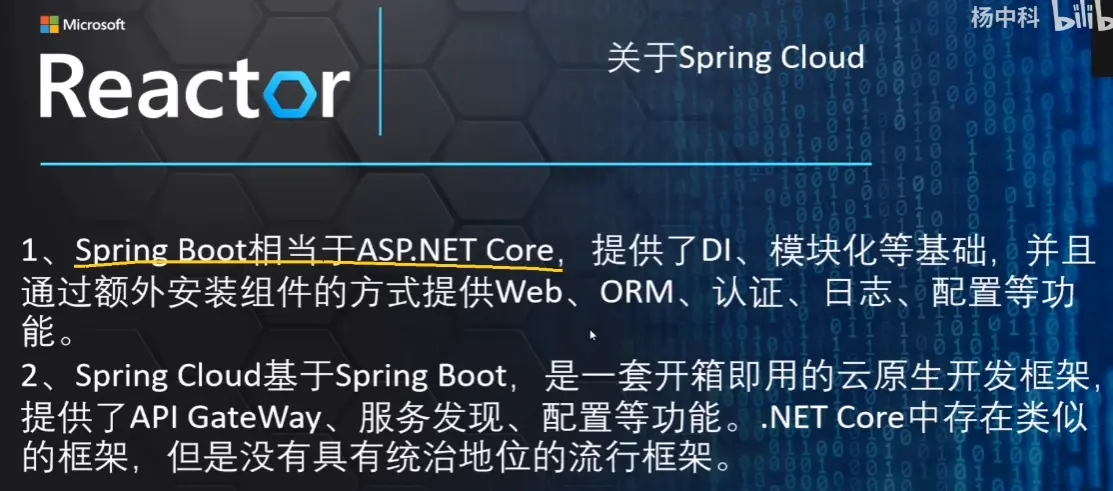 Microsoft
Reactor
关于Spring Cloud
杨中科
1、Spring Boot相当于ASP.NET Core，提供了DI、模块化等基础，并且
通过额外安装组件的方式提供Web、ORM、认证、日志、配置等功
能。
2、Spring Cloud基于Spring Boot，是一套开箱即用的云原生开发框架，
提供了API GateWay、服务发现、配置等功能。.NET Core中存在类似
的框架，但是没有具有统治地位的流行框架。